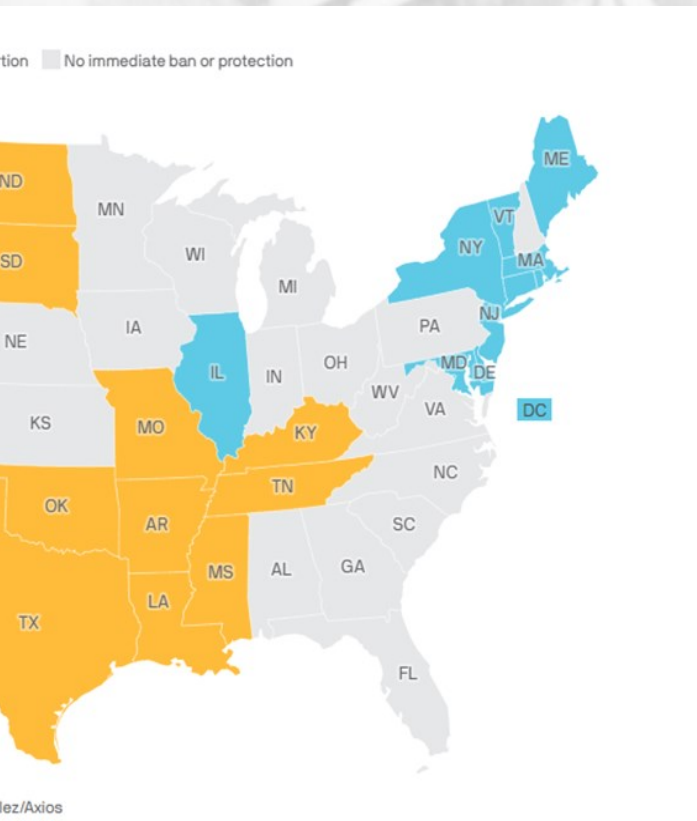 tion No immediate ban or protection
ME
ND
MN
VT
NY
WI
SD
MA
MI
NJ
PA
IA
NE
OH
MD
DE
IL
IN
WV
DC
VA
KS
MO
KY
NC
TN
OK
AR
SC
GA
MS
AL
LA
TX
FL
lez/Axios